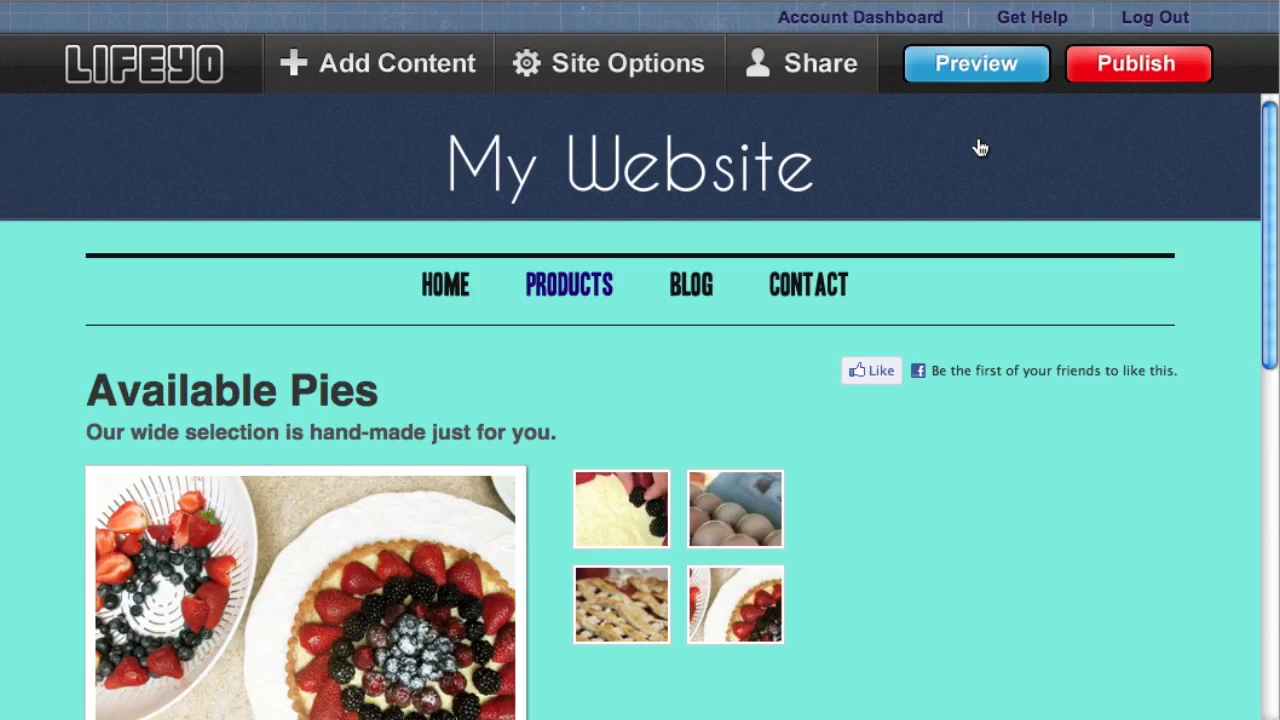 Account Dashboard Get Help Log Out
LIFEYO Add Content Site Options Share Preview Publish
My Website
HOME PRODUCTS BLOG CONTACT
Like Be the first of your friends to like this.
Available Pies
Our wide selection is hand-made just for you.